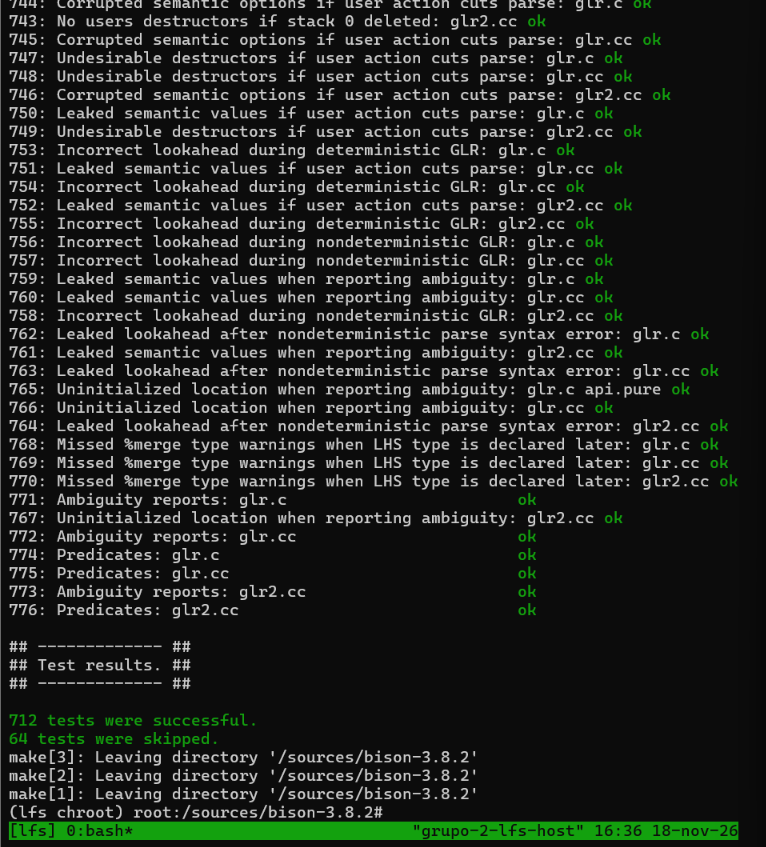 744: Corrupted semantic options if user action cuts parse: glr.c ok
743: No users destructors if stack 0 deleted: glr2.cc ok
745: Corrupted semantic options if user action cuts parse: glr.cc ok
747: Undesirable destructors if user action cuts parse: glr.c ok
748: Undesirable destructors if user action cuts parse: glr.cc ok
746: Corrupted semantic options if user action cuts parse: glr2.cc ok
750: Leaked semantic values if user action cuts parse: glr.c ok
749: Undesirable destructors if user action cuts parse: glr2.cc ok
753: Incorrect lookahead during deterministic GLR: glr.c ok
751: Leaked semantic values if user action cuts parse: glr.cc ok
754: Incorrect lookahead during deterministic GLR: glr.cc ok
752: Leaked semantic values if user action cuts parse: glr2.cc ok
755: Incorrect lookahead during deterministic GLR: glr2.cc ok
756: Incorrect lookahead during nondeterministic GLR: glr.c ok
757: Incorrect lookahead during nondeterministic GLR: glr.cc ok
759: Leaked semantic values when reporting ambiguity: glr.c ok
760: Leaked semantic values when reporting ambiguity: glr.cc ok
758: Incorrect lookahead during nondeterministic GLR: glr2.cc ok
762: Leaked lookahead after nondeterministic parse syntax error: glr.c ok
761: Leaked semantic values when reporting ambiguity: glr2.cc ok
763: Leaked lookahead after nondeterministic parse syntax error: glr.cc ok
765: Uninitialized location when reporting ambiguity: glr.c api.pure ok
766: Uninitialized location when reporting ambiguity: glr.cc ok
764: Leaked lookahead after nondeterministic parse syntax error: glr2.cc ok
768: Missed %merge type warnings when LHS type is declared later: glr.c ok
769: Missed %merge type warnings when LHS type is declared later: glr.cc ok
770: Missed %merge type warnings when LHS type is declared later: glr2.cc ok
771: Ambiguity reports: glr.c ok
767: Uninitialized location when reporting ambiguity: glr2.cc ok
772: Ambiguity reports: glr.cc ok
774: Predicates: glr.c ok
775: Predicates: glr.cc ok
773: Ambiguity reports: glr2.cc ok
776: Predicates: glr2.cc ok
## ------------- ##
## Test results. ##
## ------------- ##
712 tests were successful.
64 tests were skipped.
make[3]: Leaving directory '/sources/bison-3.8.2'
make[2]: Leaving directory '/sources/bison-3.8.2'
make[1]: Leaving directory '/sources/bison-3.8.2'
(lfs chroot) root:/sources/bison-3.8.2#
[lfs] 0:bash* "grupo-2-lfs-host" 16:36 18-nov-26